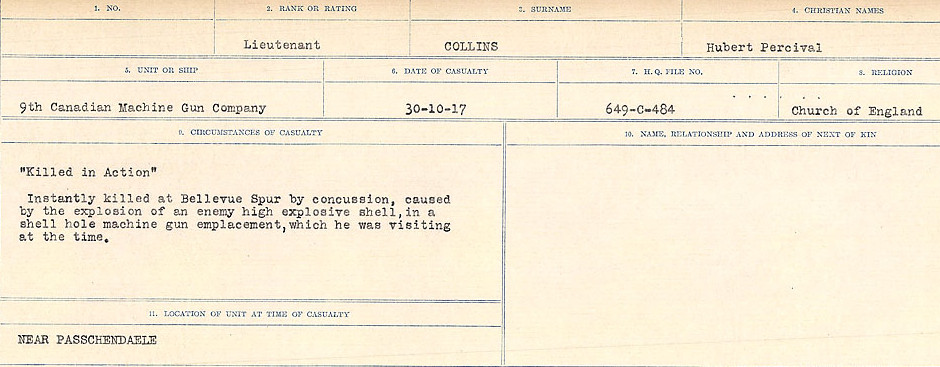 1. NO.
2. RANK OR RATING
3. SURNAME
4. CHRISTIAN NAMES
Lieutenant
COLLINS
Hubert Percival
5. UNIT OR SHIP
6. DATE OF CASUALTY
7. H.Q. FILE NO.
8. RELIGION
9th Canadian Machine Gun Company
30-10-17
649-C-484
Church of England
9. CIRCUMSTANCES OF CASUALTY
10. NAME, RELATIONSHIP AND ADDRESS OF NEXT OF KIN
"Killed in Action"
Instantly killed at Bellevue Spur by concussion, caused
by the explosion of an enemy high explosive shell,in a
shell hole machine gun emplacement,which he was visiting
at the time.
11. LOCATION OF UNIT AT TIME OF CASUALTY
NEAR PASSCHENDAELE